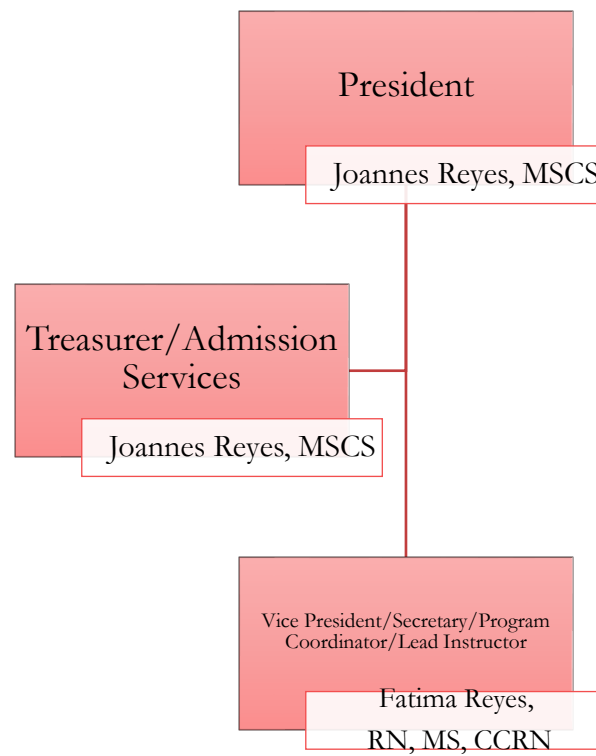 President
Joannes Reyes, MSCS
Treasurer/Admission
Services
Joannes Reyes, MSCS
Vice President/Secretary/Program
Coordinator/Lead Instructor
Fatima Reyes,
RN, MS, CCRN